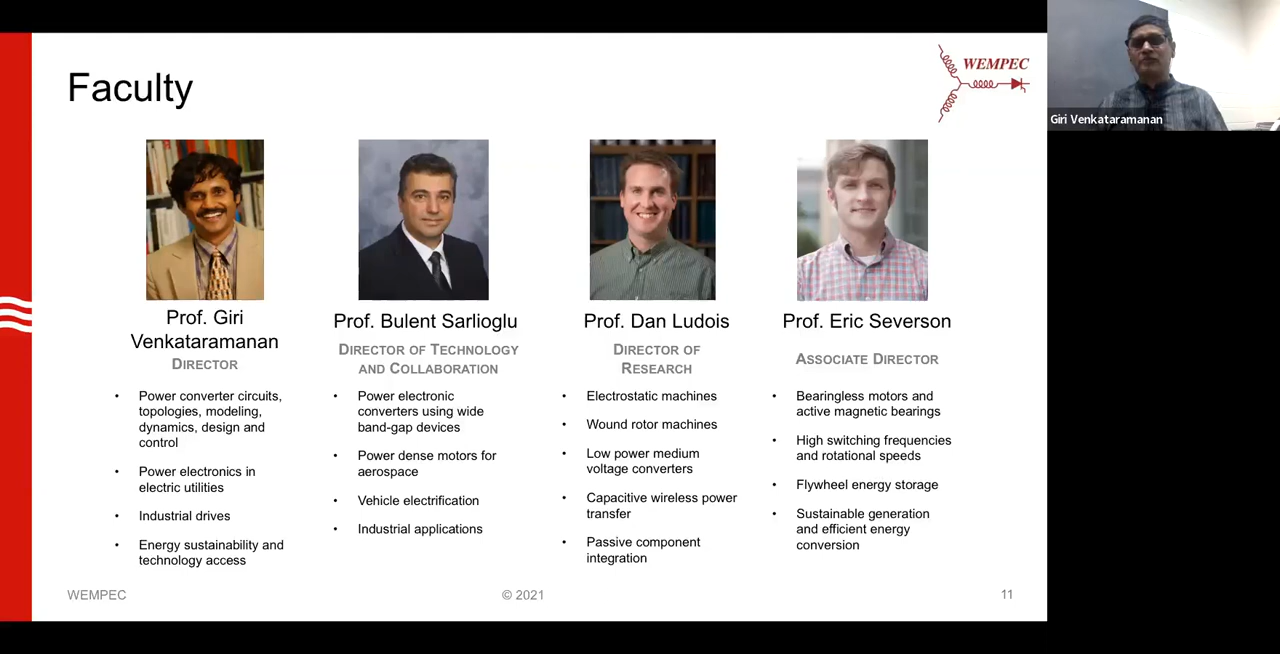 Faculty
WEMPEC
Giri Venkataramanan
Prof. Giri
Venkataramanan
DIRECTOR
• Power converter circuits,
topologies, modeling,
dynamics, design and
control
• Power electronics in
electric utilities
• Industrial drives
• Energy sustainability and
technology access
Prof. Bulent Sarlioglu
DIRECTOR OF TECHNOLOGY
AND COLLABORATION
• Power electronic
converters using wide
band-gap devices
• Power dense motors for
aerospace
• Vehicle electrification
• Industrial applications
Prof. Dan Ludois
DIRECTOR OF
RESEARCH
• Electrostatic machines
• Wound rotor machines
• Low power medium
voltage converters
• Capacitive wireless power
transfer
• Passive component
integration
Prof. Eric Severson
ASSOCIATE DIRECTOR
• Bearingless motors and
active magnetic bearings
• High switching frequencies
and rotational speeds
• Flywheel energy storage
• Sustainable generation
and efficient energy
conversion
WEMPEC
© 2021
11